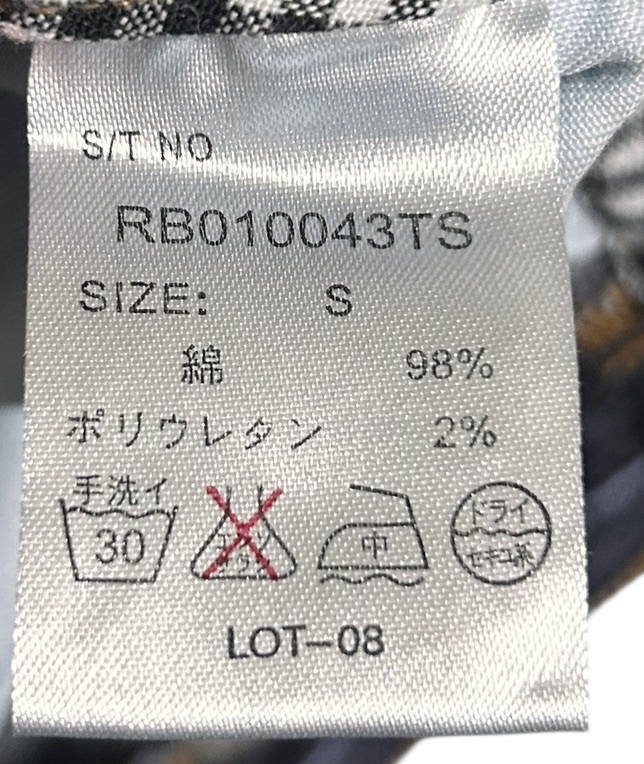 S/T NO
RB010043TS
SIZE: S
綿 98%
ポリウレタン 2%
手洗イ
30
中
ドライ
セキユ系
LOT-08